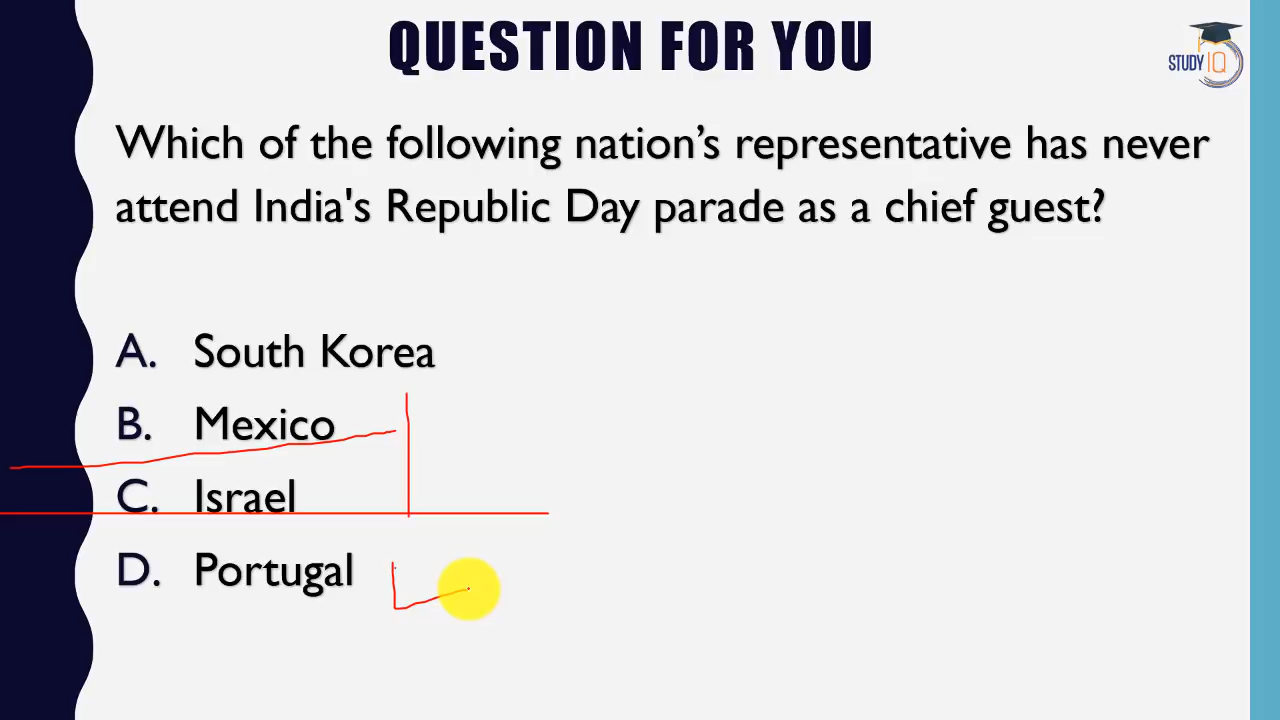 QUESTION FOR YOU
STUDY IQ
Which of the following nation's representative has never
attend India's Republic Day parade as a chief guest?
A. South Korea
B. Mexico
C. Israel
D. Portugal